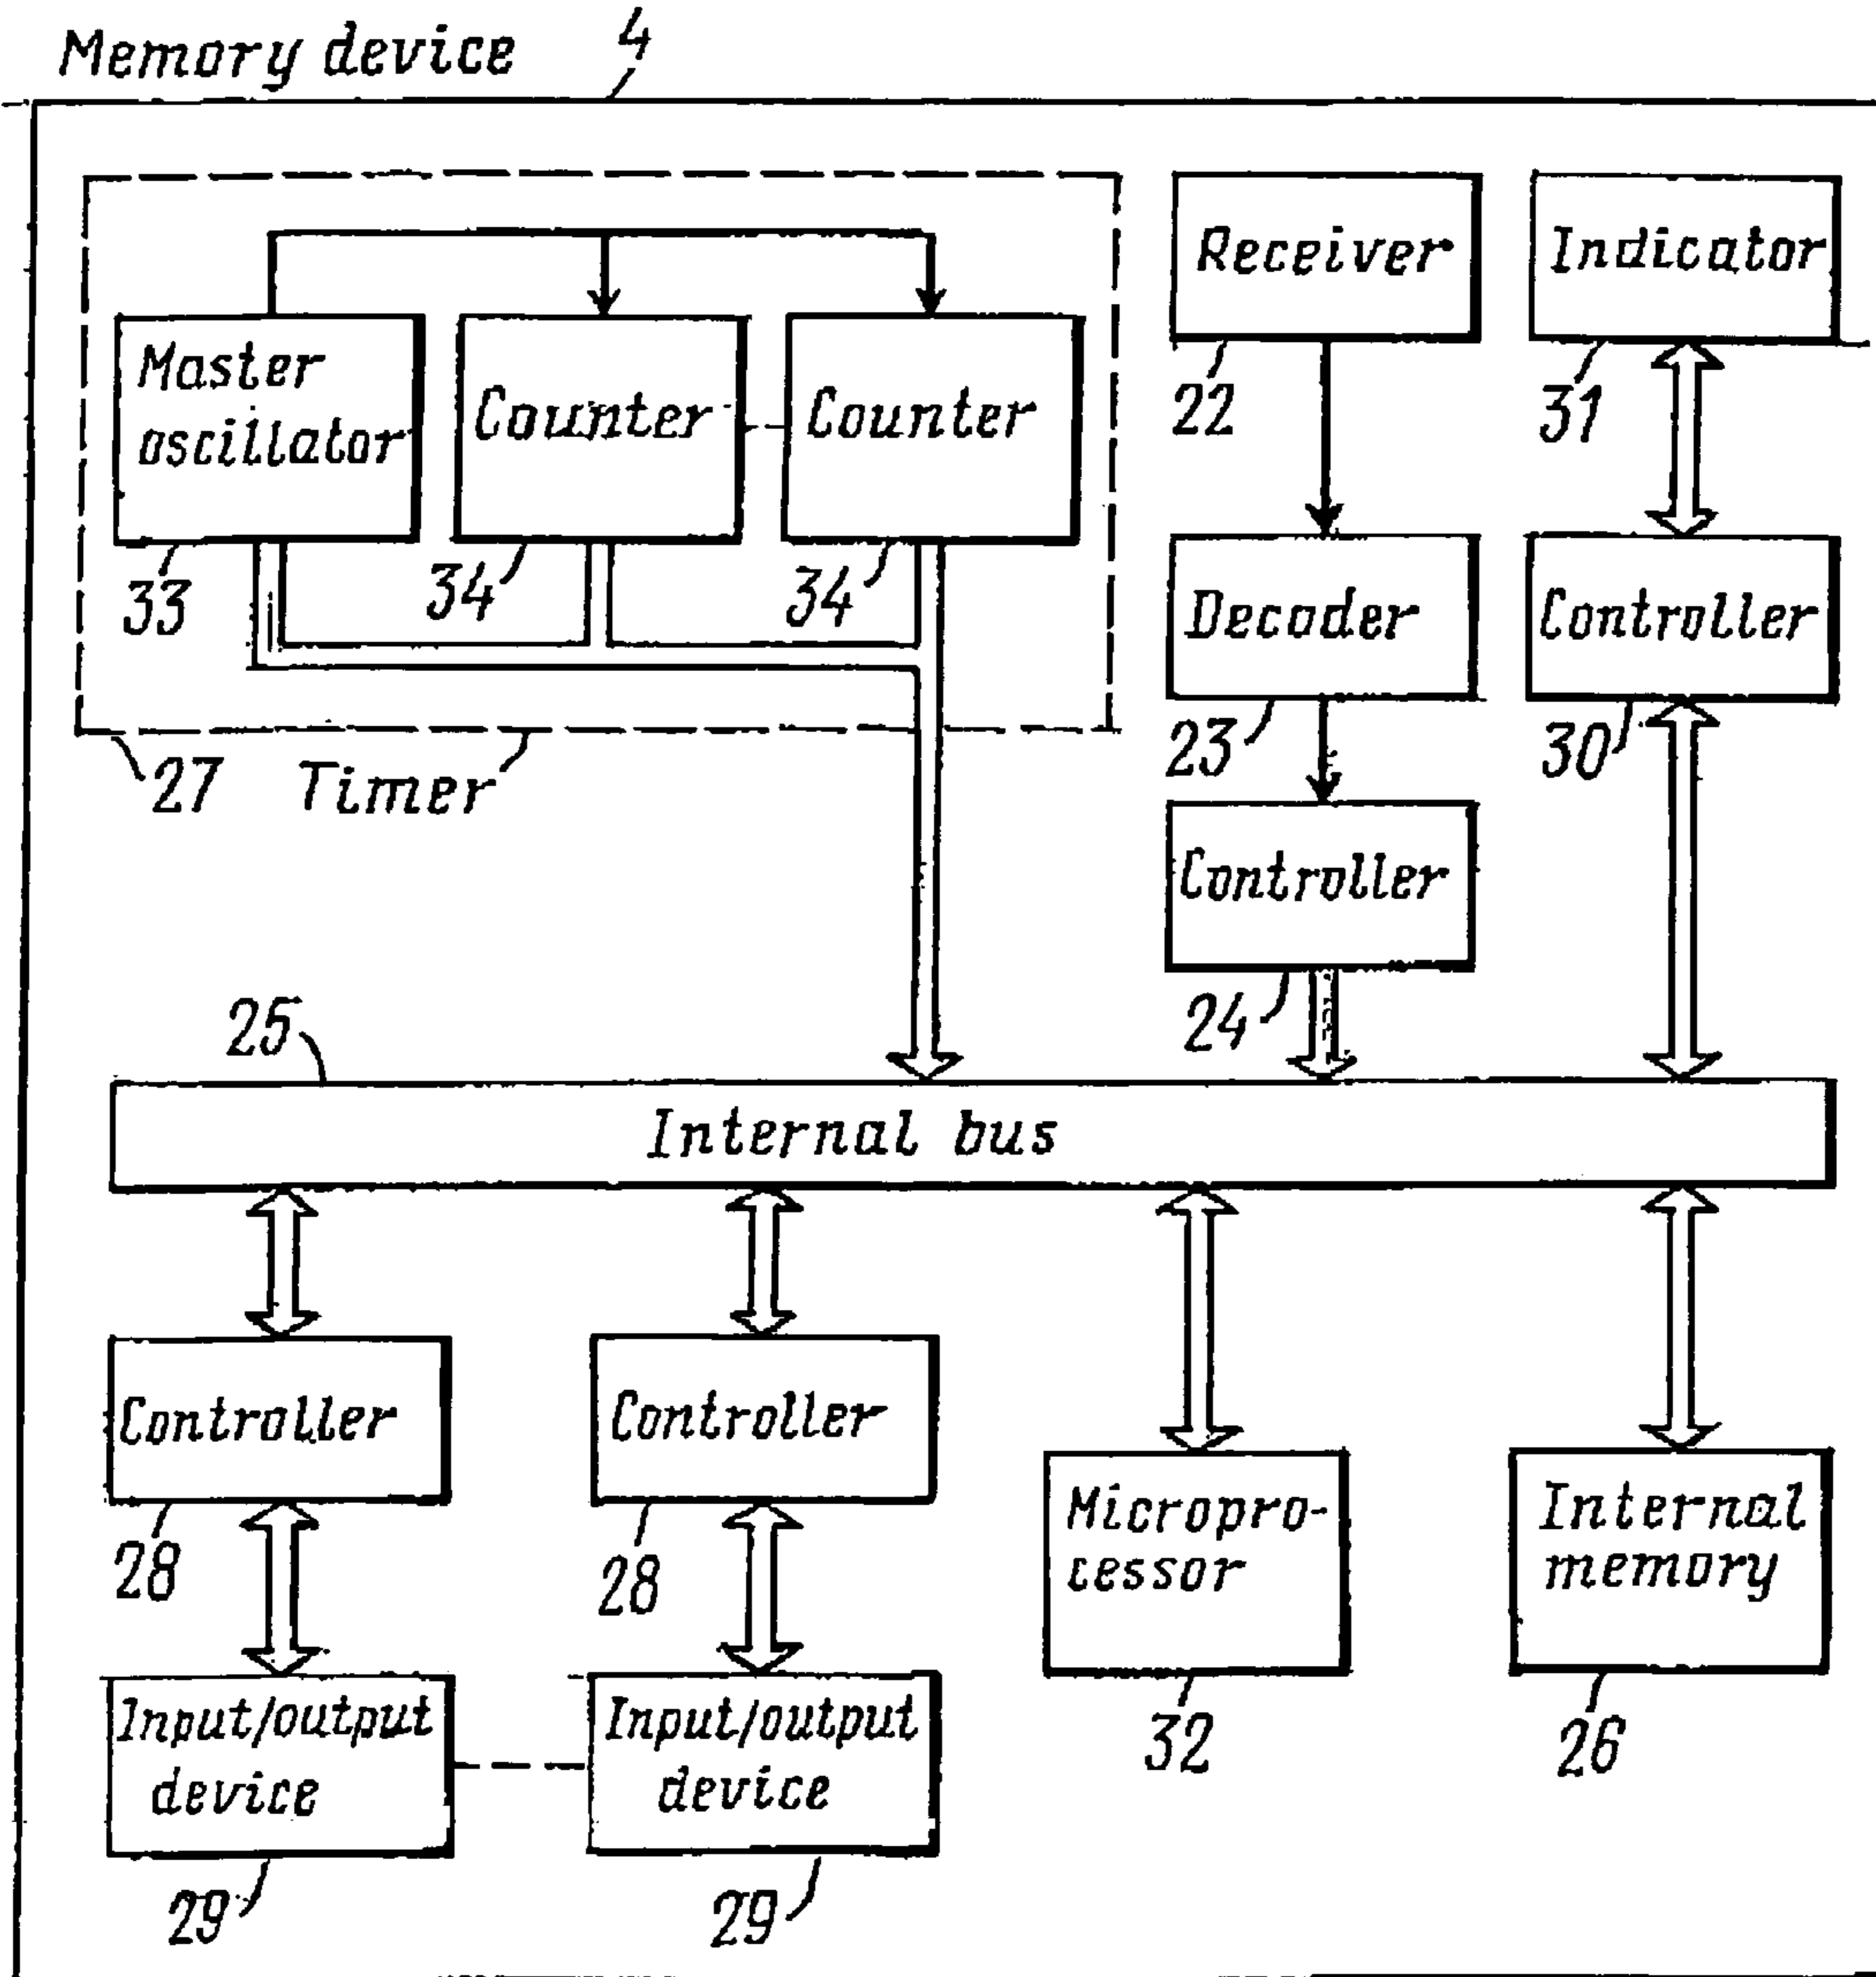 Memory device
4
Receiver
Indicator
Master
oscillator
Counter
Counter
22
31
33
34
34
Decoder
Controller
27
Timer
23
30
Controller
24
25
Internal bus
Controller
Controller
Micropro-
cessor
Internal
memory
28
28
Input/output
device
Input/output
device
32
26
29
29